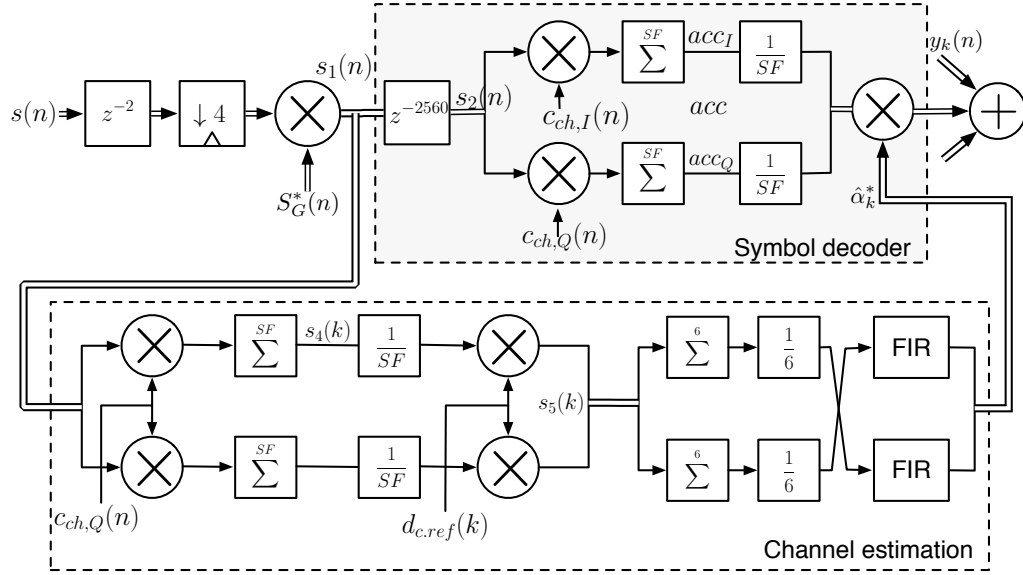 s(n)
z^{-2}
↓ 4
s_1(n)
S_G^*(n)
z^{-2560}
s_2(n)
c_{ch,I}(n)
SF
∑
acc_I
1
SF
acc
c_{ch,Q}(n)
SF
∑
acc_Q
1
SF
\hat{α}_k^*
y_k(n)
Symbol decoder
SF
∑
s_4(k)
1
SF
6
∑
1
6
FIR
s_5(k)
SF
∑
1
SF
6
∑
1
6
FIR
c_{ch,Q}(n)
d_{c.ref}(k)
Channel estimation